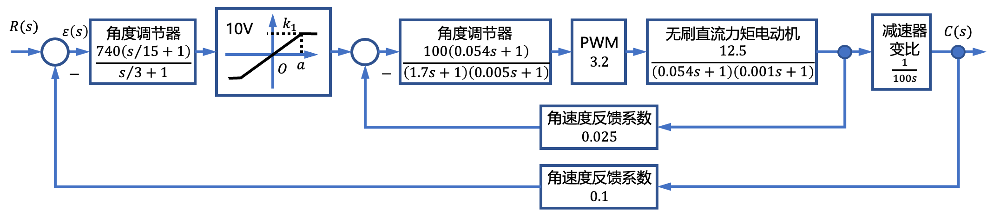 R(s)
ε(s)
−
角度调节器
740(s/15 + 1)
s/3 + 1
10V
k₁
O
a
−
角度调节器
100(0.054s + 1)
(1.7s + 1)(0.005s + 1)
PWM
3.2
无刷直流力矩电动机
12.5
(0.054s + 1)(0.001s + 1)
减速器
变比
1
100s
C(s)
角速度反馈系数
0.025
角速度反馈系数
0.1